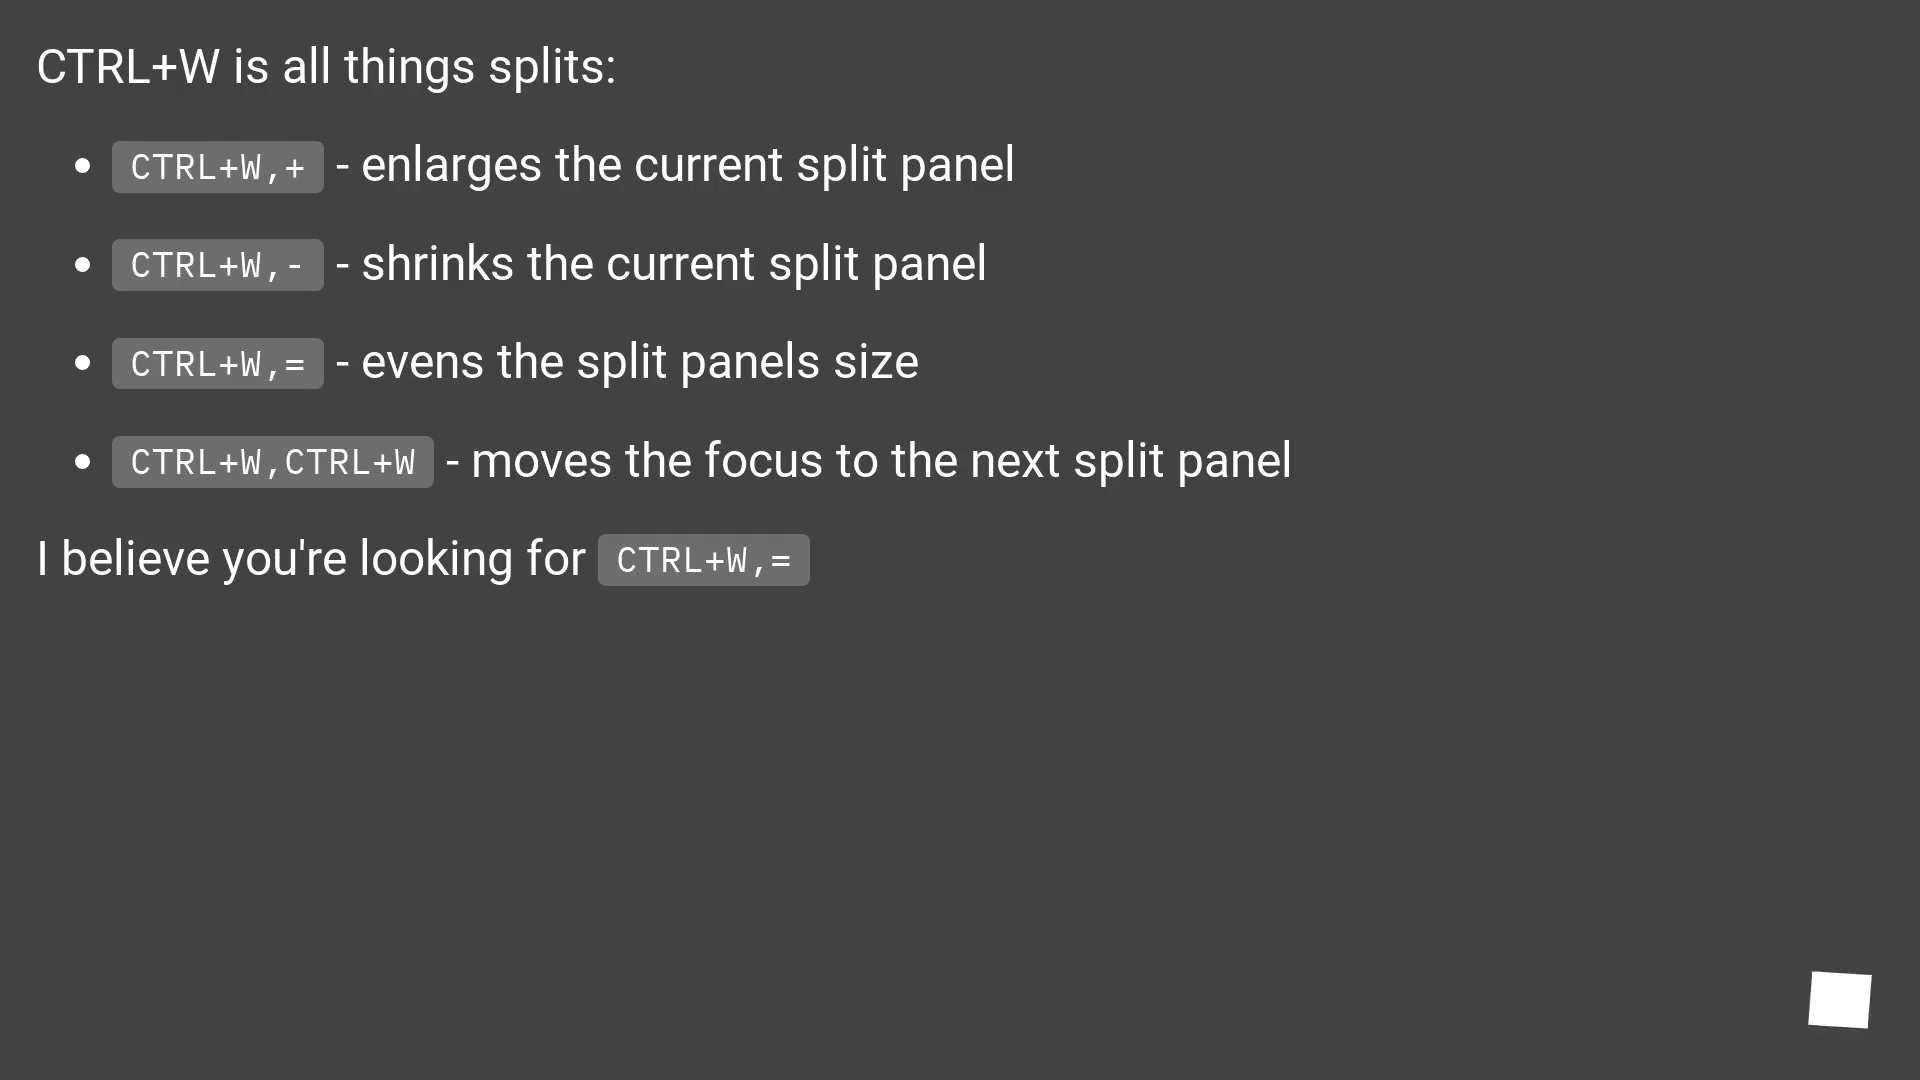 CTRL+W is all things splits:
• CTRL+W,+ - enlarges the current split panel
• CTRL+W,- - shrinks the current split panel
• CTRL+W,= - evens the split panels size
• CTRL+W,CTRL+W - moves the focus to the next split panel
I believe you're looking for CTRL+W,=